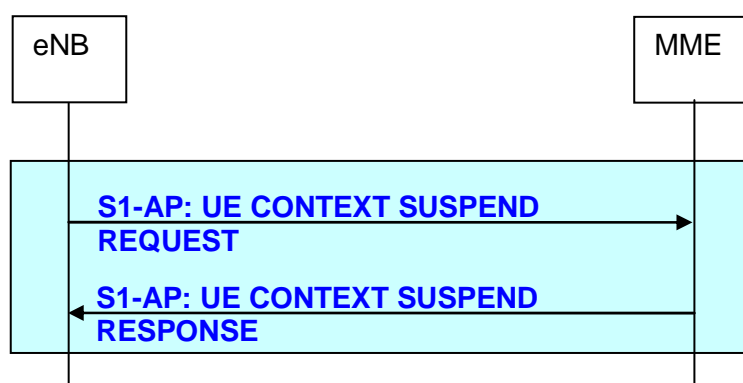 eNB
MME
S1-AP: UE CONTEXT SUSPEND
REQUEST
S1-AP: UE CONTEXT SUSPEND
RESPONSE